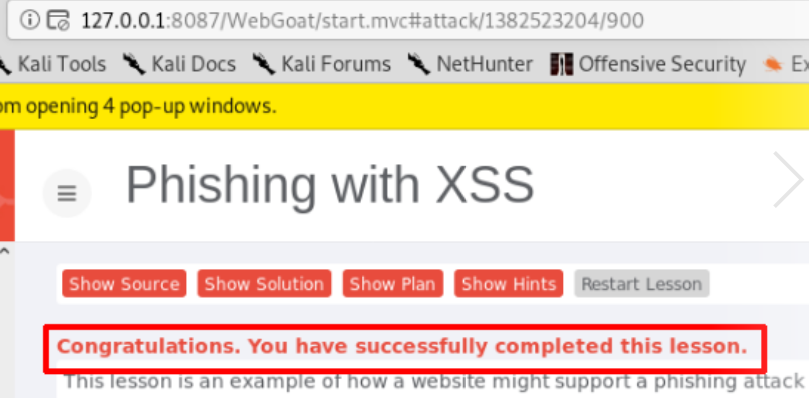 127.0.0.1:8087/WebGoat/start.mvc#attack/1382523204/900
Kali Tools Kali Docs Kali Forums NetHunter Offensive Security Ex
om opening 4 pop-up windows.
Phishing with XSS
Show Source Show Solution Show Plan Show Hints Restart Lesson
Congratulations. You have successfully completed this lesson.
This lesson is an example of how a website might support a phishing attack